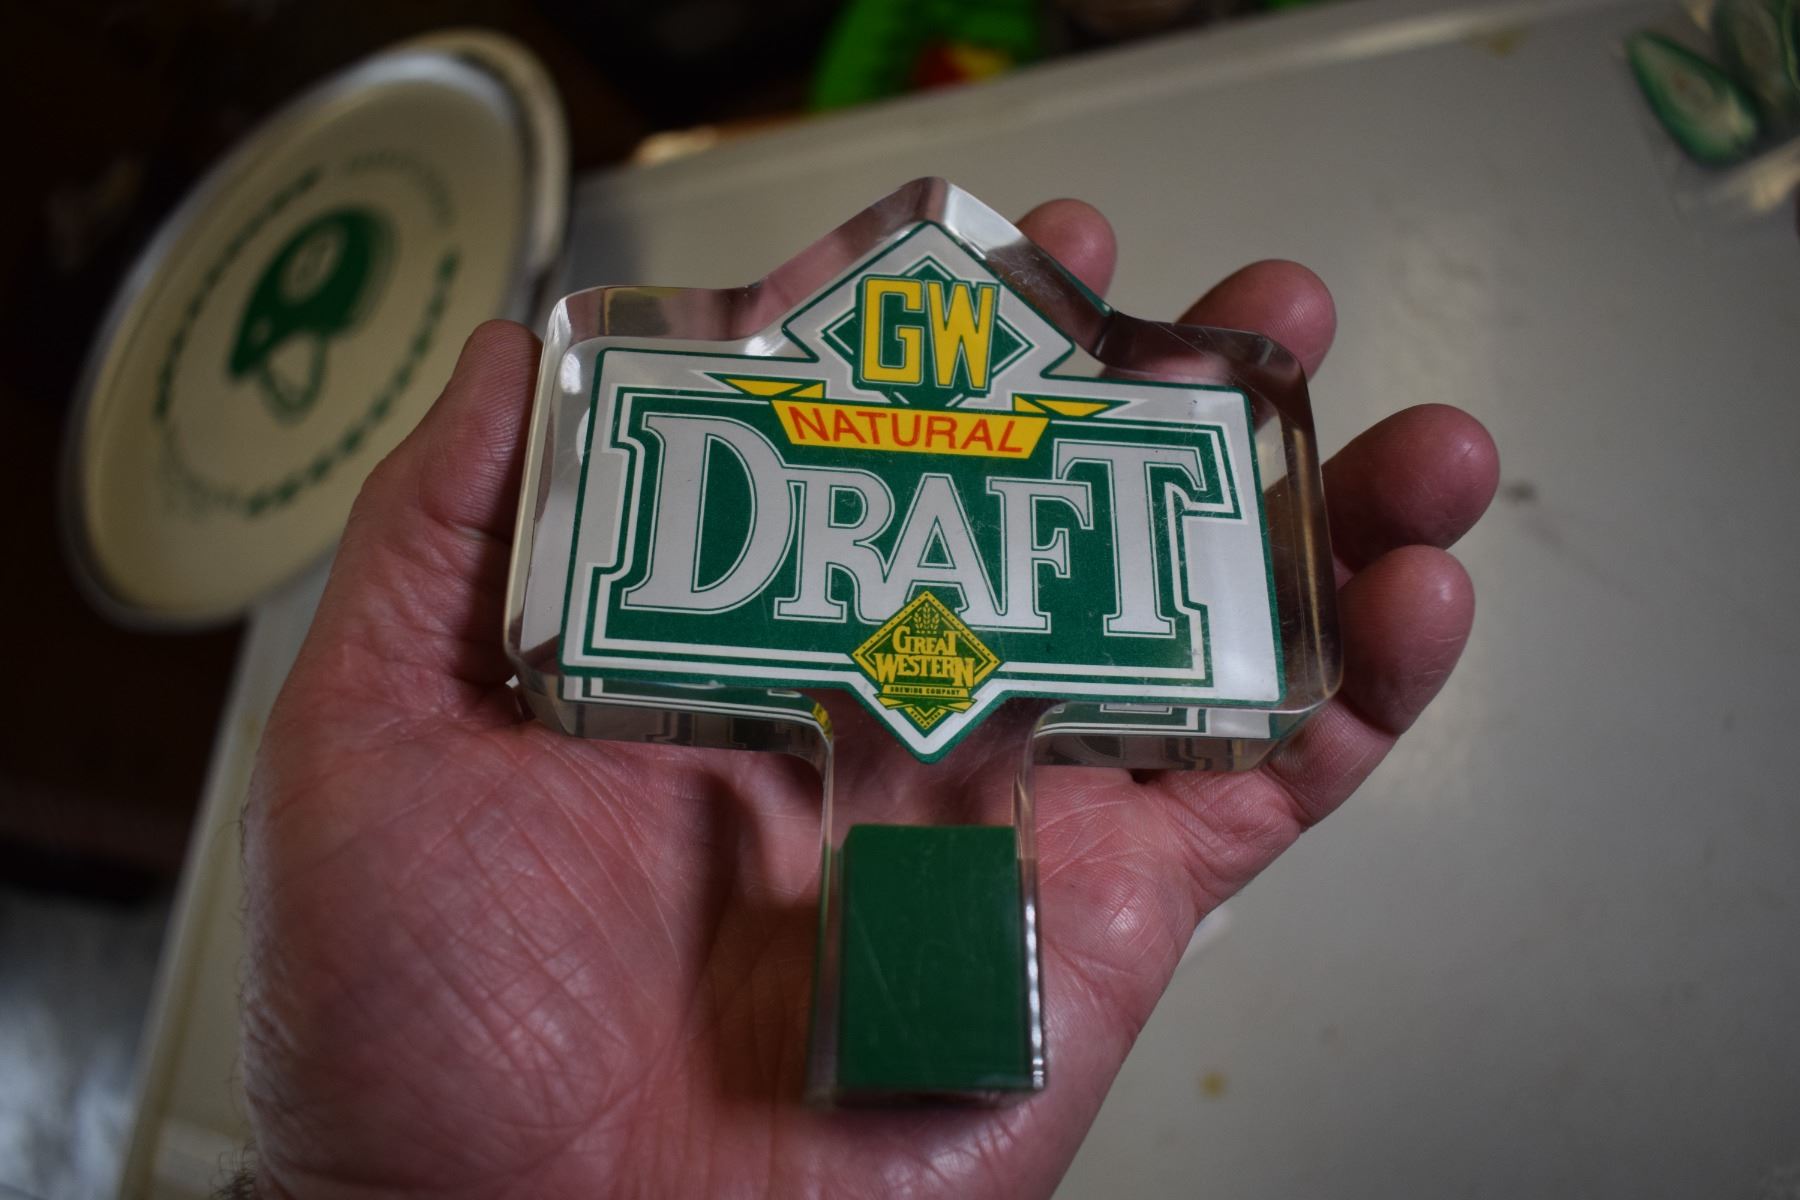 GW
NATURAL
DRAFT
GREAT
WESTERN
BREWING COMPANY